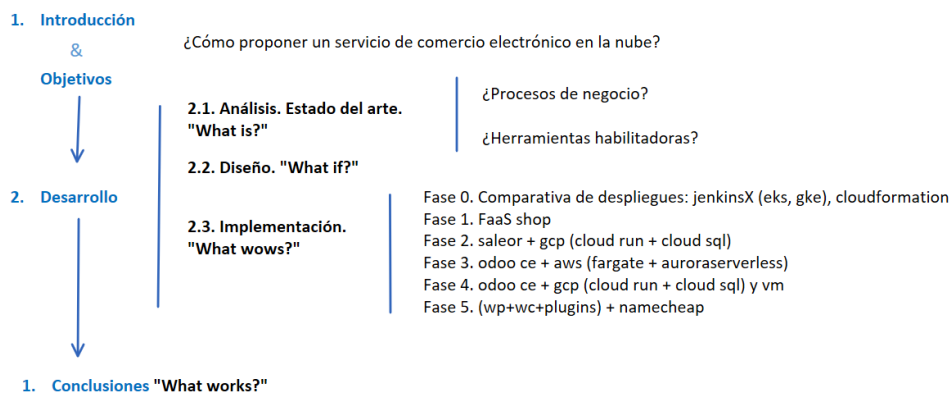 1. Introducción
&
Objetivos
¿Cómo proponer un servicio de comercio electrónico en la nube?
2.1. Análisis. Estado del arte.
"What is?"
¿Procesos de negocio?
¿Herramientas habilitadoras?
2.2. Diseño. "What if?"
2. Desarrollo
2.3. Implementación.
"What wows?"
Fase 0. Comparativa de despliegues: jenkinsX (eks, gke), cloudformation
Fase 1. FaaS shop
Fase 2. saleor + gcp (cloud run + cloud sql)
Fase 3. odoo ce + aws (fargate + auroraserverless)
Fase 4. odoo ce + gcp (cloud run + cloud sql) y vm
Fase 5. (wp+wc+plugins) + namecheap
1. Conclusiones "What works?"